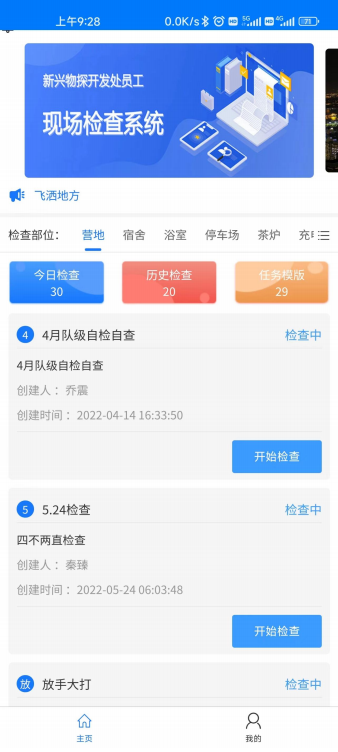 上午9:28 0.0K/s
新兴物探开发处员工
现场检查系统
飞洒地方
检查部位： 营地 宿舍 浴室 停车场 茶炉
今日检查 历史检查 任务模版
30 20 29
4 4月队级自检自查 检查中
4月队级自检自查
创建人： 乔震
创建时间 ：2022-04-14 16:33:50
开始检查
5 5.24检查 检查中
四不两直检查
创建人： 秦臻
创建时间 ：2022-05-24 06:03:48
开始检查
放 放手大打 检查中
主页 我的